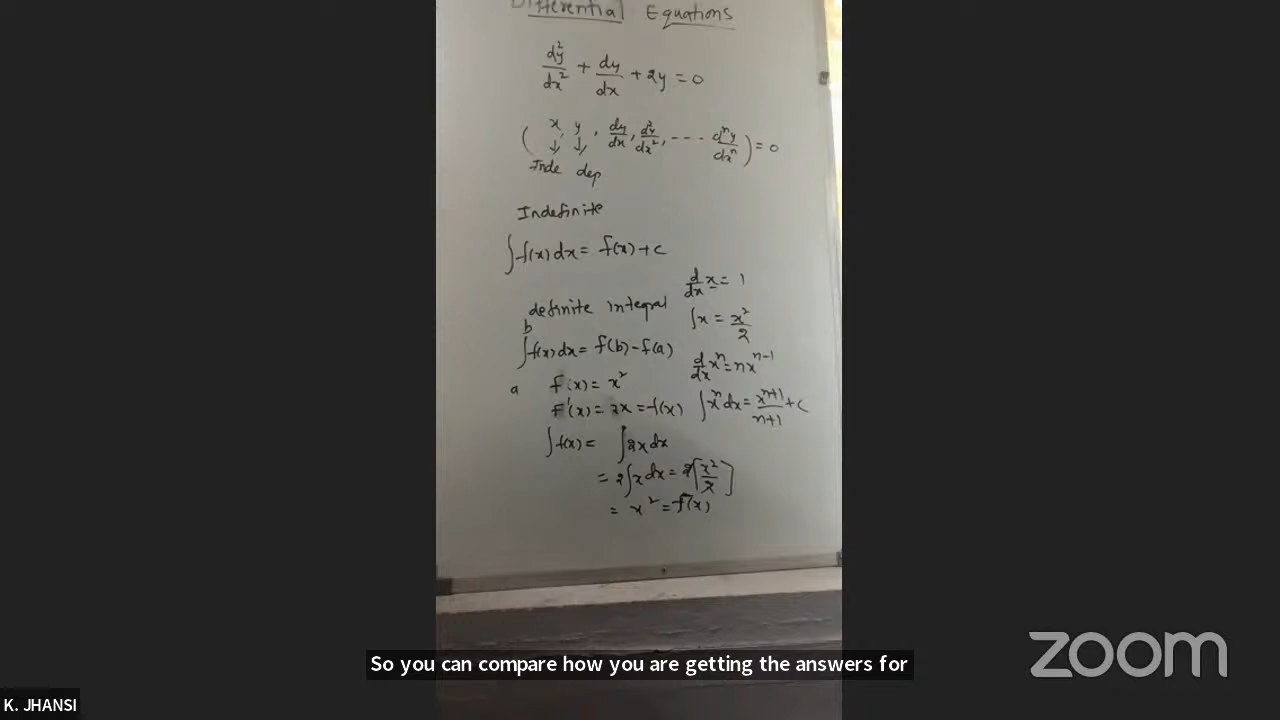 Differential Equations
d²y/dx² + dy/dx + 2y = 0
( x, y, dy/dx, d²y/dx², ---- dⁿy/dxⁿ ) = 0
↓ ↓
Inde dep
Indefinite
∫f(x) dx = f(x) + c
d/dx x = 1
definite integral
∫x = x²/2
∫ₐᵇ f(x) dx = f(b) - f(a)
d/dx xⁿ = nxⁿ⁻¹
F(x) = x²
F'(x) = 2x = f(x)
∫xⁿ dx = xⁿ⁺¹/n+1 + c
∫f(x) = ∫2x dx
= 2∫x dx = 2[x²/2]
= x² = F(x)
So you can compare how you are getting the answers for
zoom
K. JHANSI